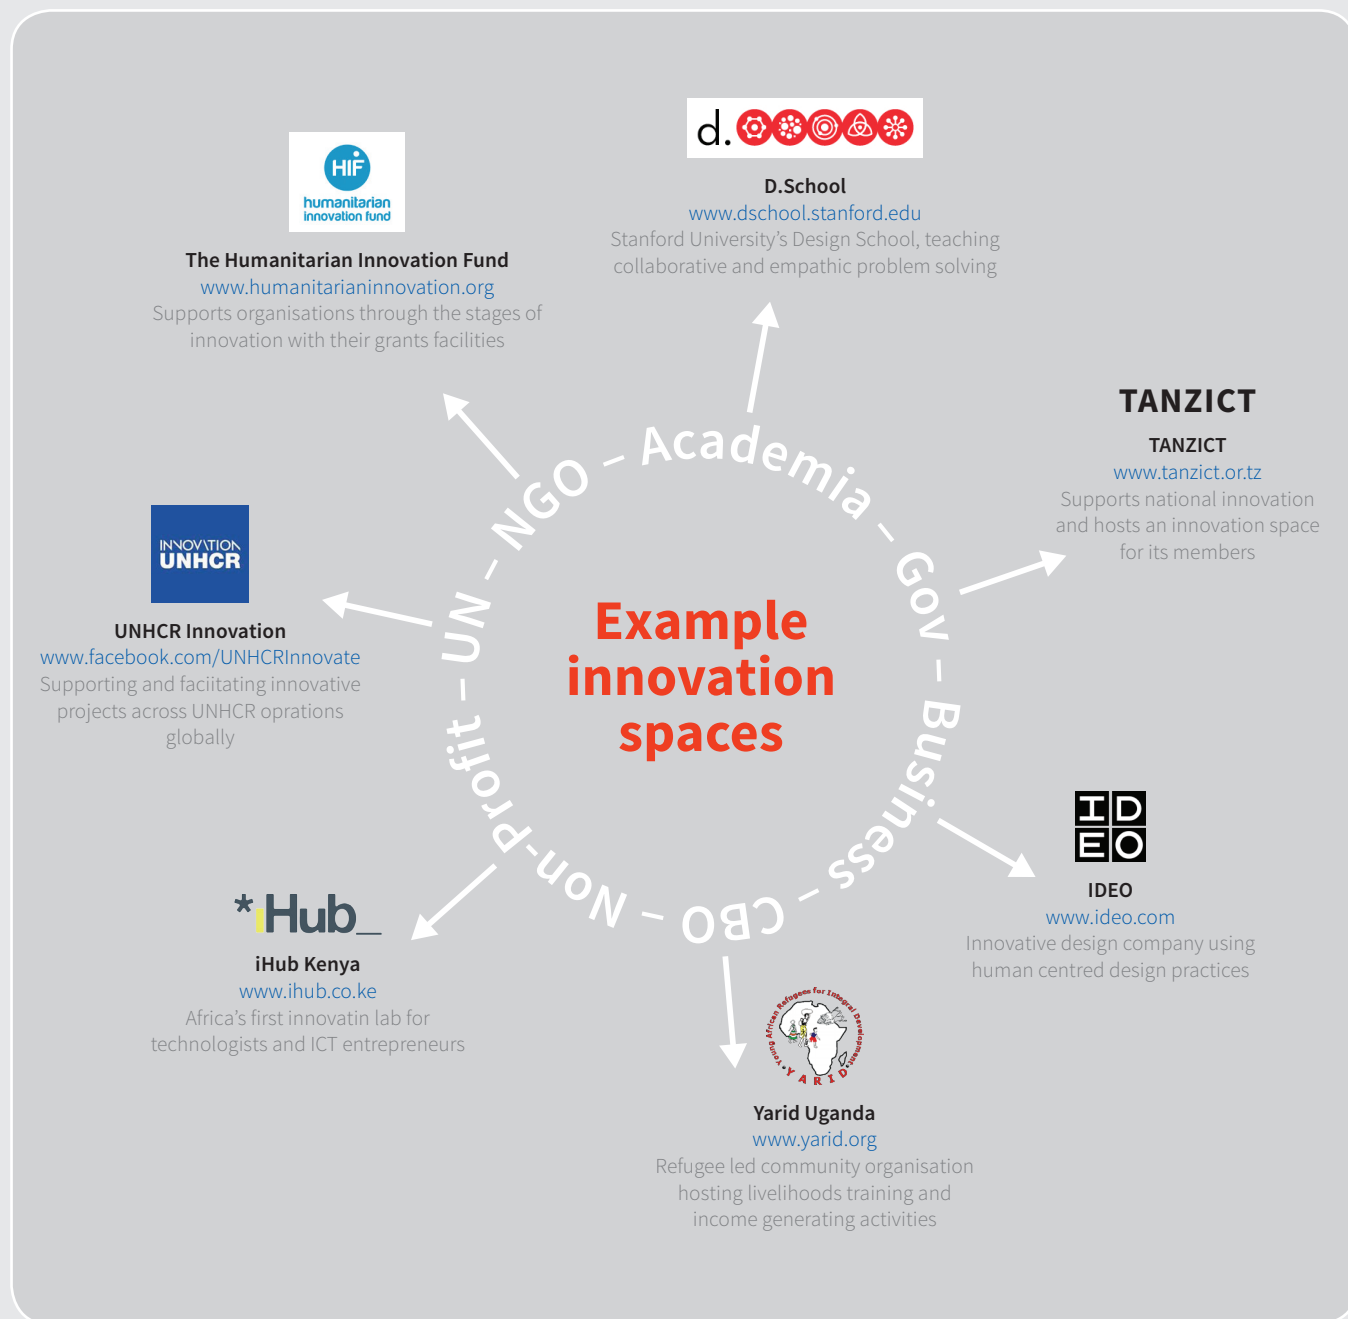 d.
D.School
www.dschool.stanford.edu
Stanford University's Design School, teaching
collaborative and empathic problem solving
HIF
humanitarian
innovation fund
The Humanitarian Innovation Fund
www.humanitarianinnovation.org
Supports organisations through the stages of
innovation with their grants facilities
TANZICT
TANZICT
www.tanzict.or.tz
Supports national innovation
and hosts an innovation space
for its members
UN – NGO – Academia – Gov – Business – CBO – Non-Profit –
Example
innovation
spaces
INNOVATION
UNHCR
UNHCR Innovation
www.facebook.com/UNHCRInnovate
Supporting and faciitating innovative
projects across UNHCR oprations
globally
ID
EO
IDEO
www.ideo.com
Innovative design company using
human centred design practices
*iHub_
iHub Kenya
www.ihub.co.ke
Africa's first innovatin lab for
technologists and ICT entrepreneurs
Young African Refugees for Integral Development
YARID
Yarid Uganda
www.yarid.org
Refugee led community organisation
hosting livelihoods training and
income generating activities